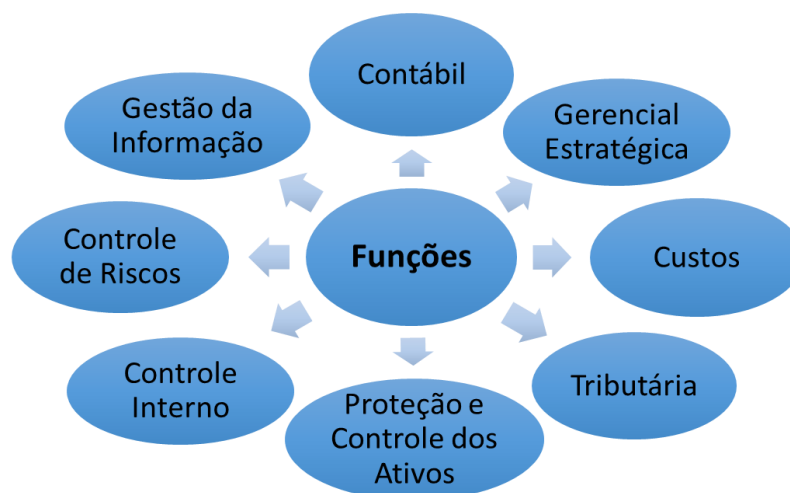 Contábil
Gestão da
Informação
Gerencial
Estratégica
Controle
de Riscos
Funções
Custos
Controle
Interno
Tributária
Proteção e
Controle dos
Ativos